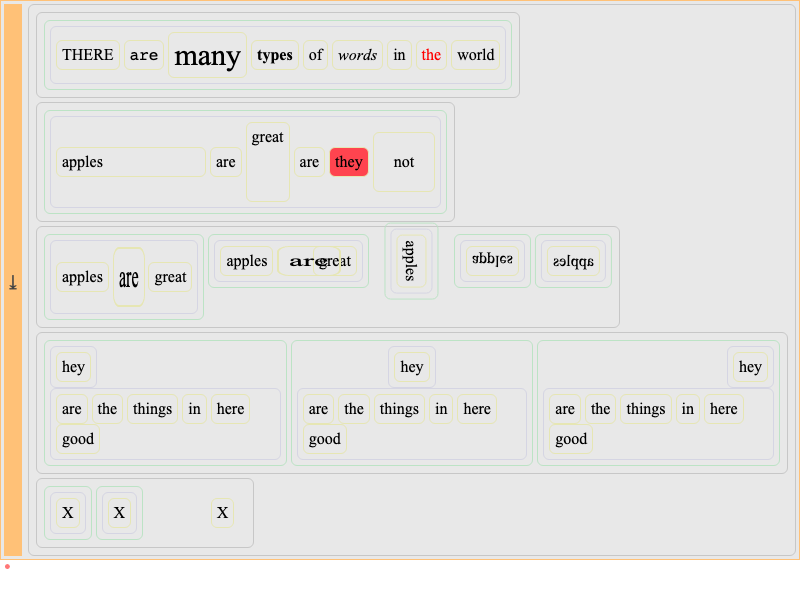 THERE are many types of words in the world
apples are great are they not
apples are great apples are great apples apples apples
hey hey hey
are the things in here are the things in here are the things in here
good good good
X X X